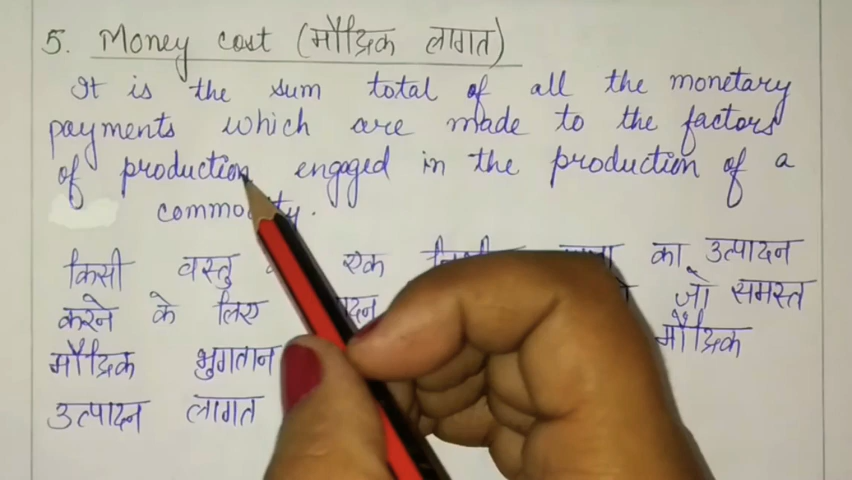 5. Money cost (मौद्रिक लागत)
It is the sum total of all the monetary
payments which are made to the factors
of production engaged in the production of a
commodity.
किसी वस्तु एक का उत्पादन
करने के लिए जो समस्त
मौद्रिक भुगतान मौद्रिक
उत्पादन लागत